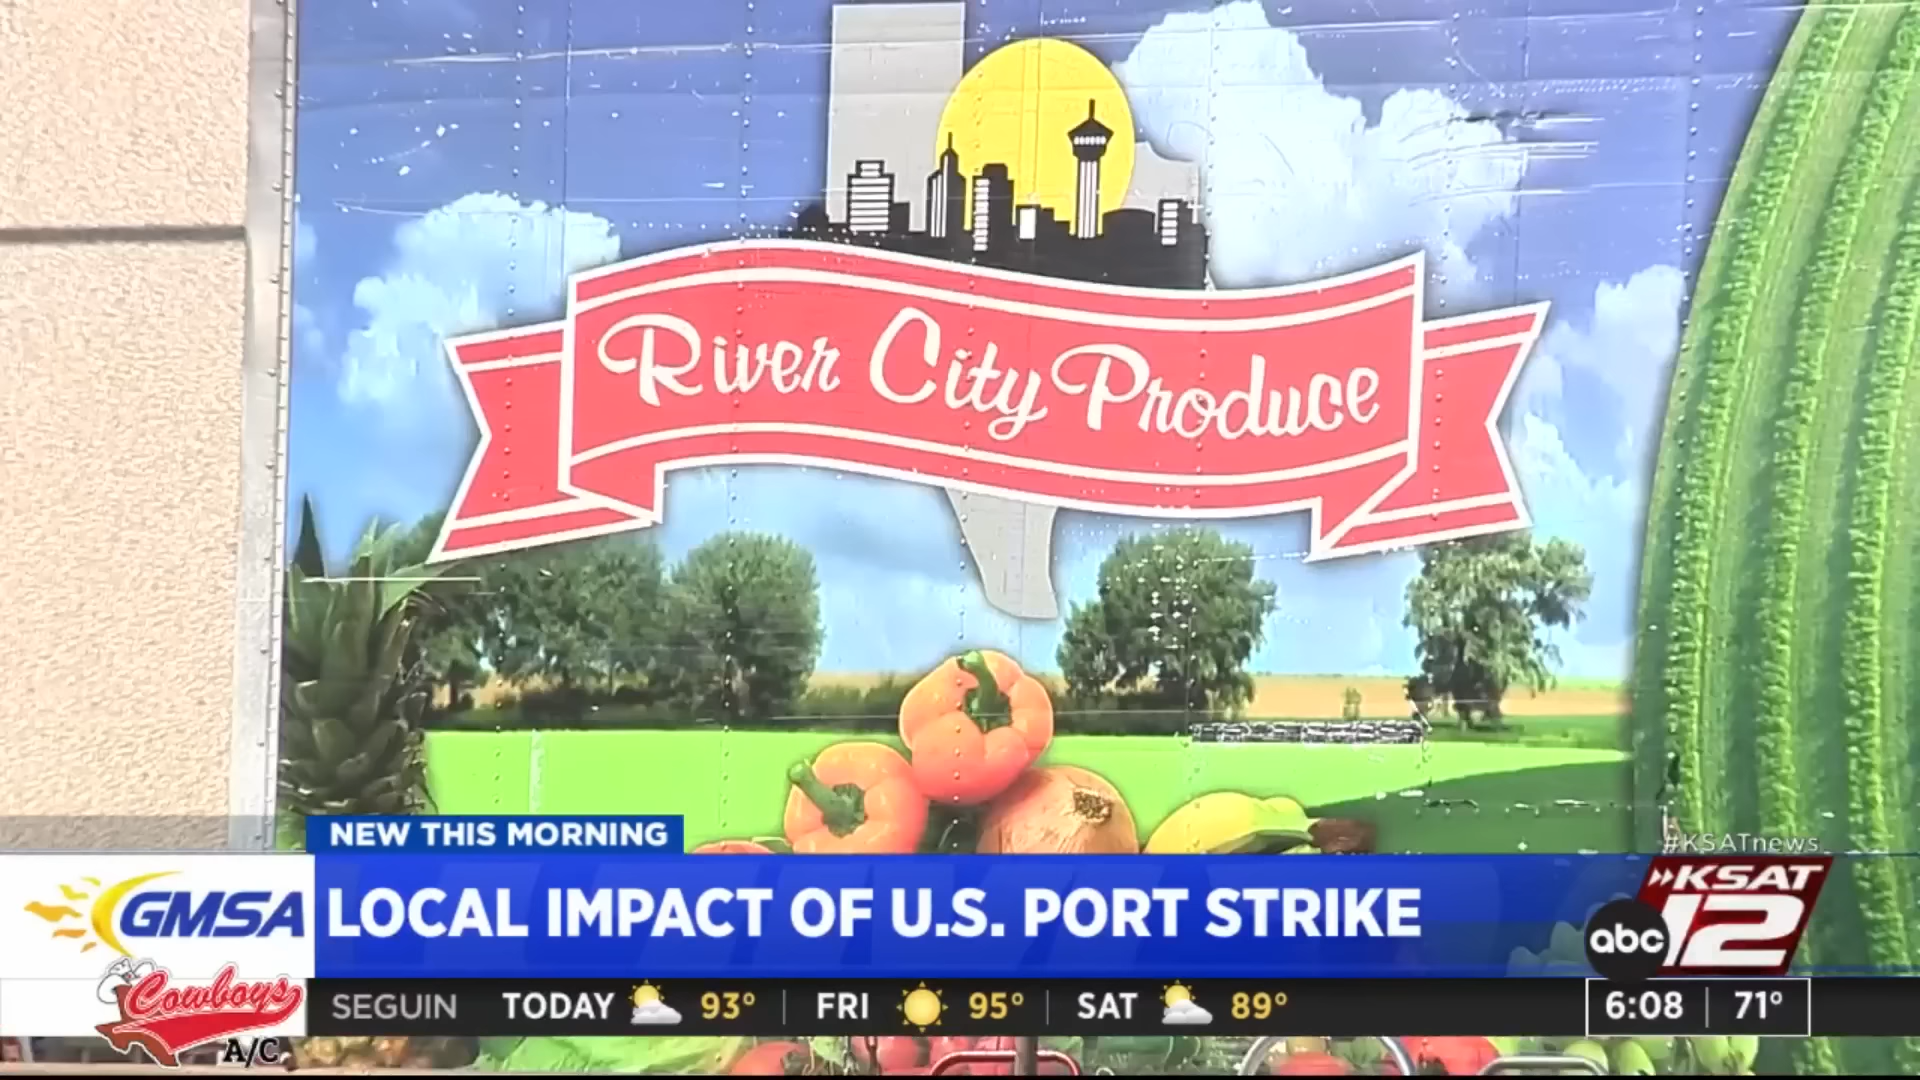 River City Produce
#KSATnews
NEW THIS MORNING
GMSA
LOCAL IMPACT OF U.S. PORT STRIKE
abc
KSAT
12
Cowboys
A/C
SEGUIN TODAY 93° FRI 95° SAT 89°
6:08 71°